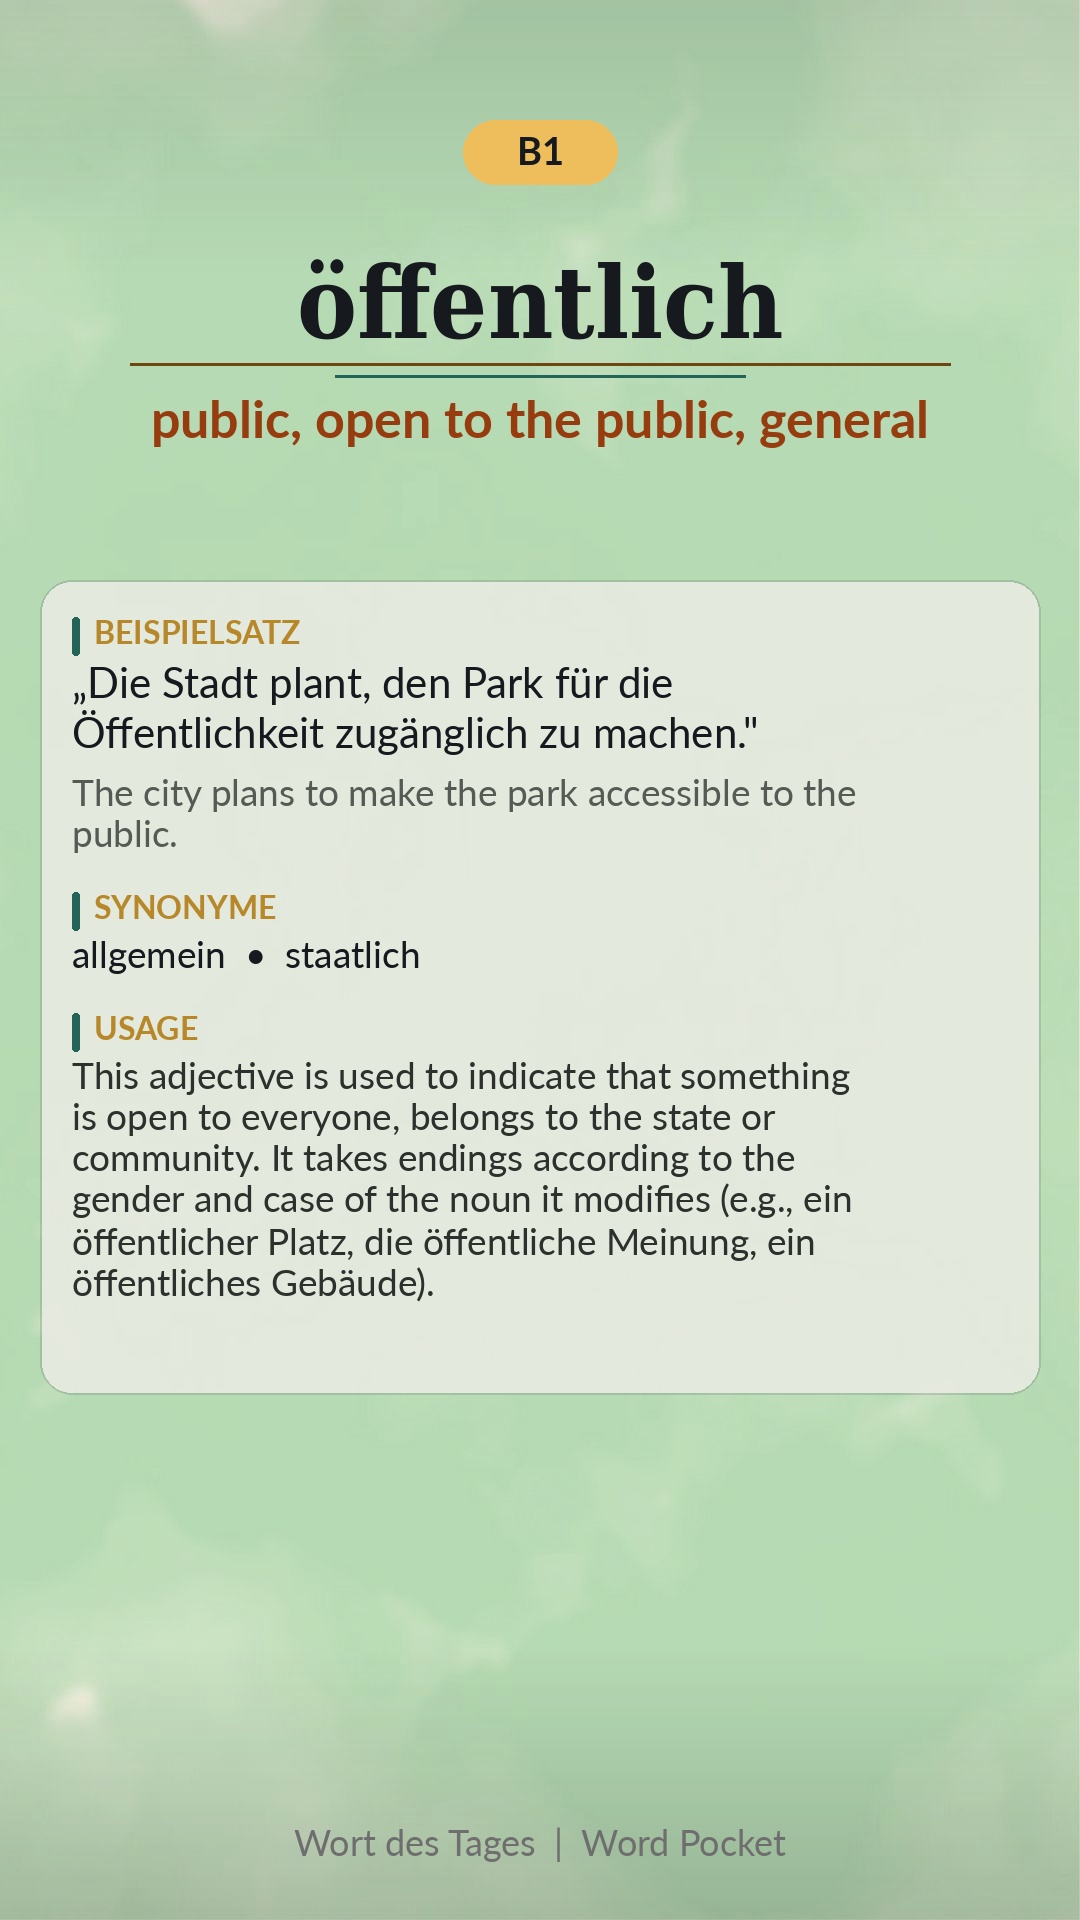 B1
öffentlich
public, open to the public, general
BEISPIELSATZ
„Die Stadt plant, den Park für die
Öffentlichkeit zugänglich zu machen."
The city plans to make the park accessible to the
public.
SYNONYME
allgemein • staatlich
USAGE
This adjective is used to indicate that something
is open to everyone, belongs to the state or
community. It takes endings according to the
gender and case of the noun it modifies (e.g., ein
öffentlicher Platz, die öffentliche Meinung, ein
öffentliches Gebäude).
Wort des Tages | Word Pocket